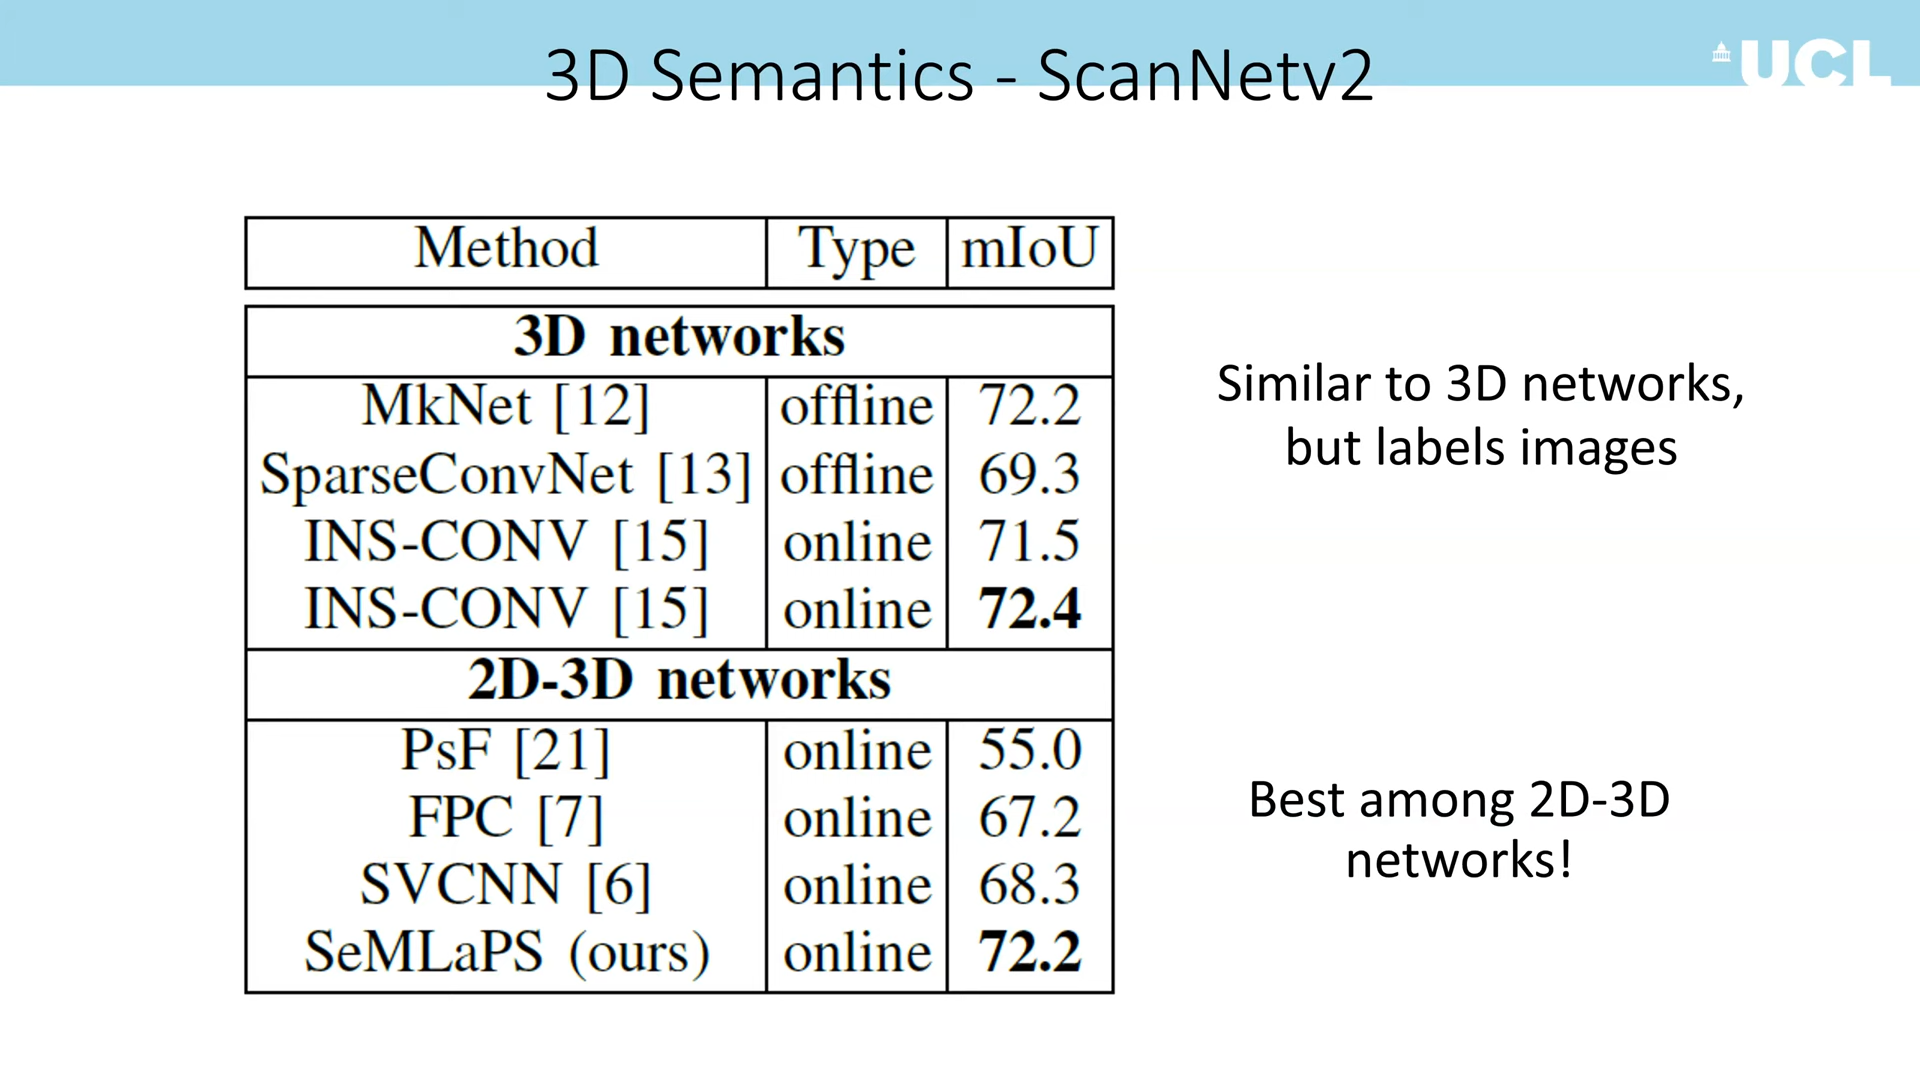 3D Semantics - ScanNetv2
UCL
Method Type mIoU
3D networks
MkNet [12] offline 72.2
SparseConvNet [13] offline 69.3
INS-CONV [15] online 71.5
INS-CONV [15] online 72.4
2D-3D networks
PsF [21] online 55.0
FPC [7] online 67.2
SVCNN [6] online 68.3
SeMLaPS (ours) online 72.2
Similar to 3D networks,
but labels images
Best among 2D-3D
networks!